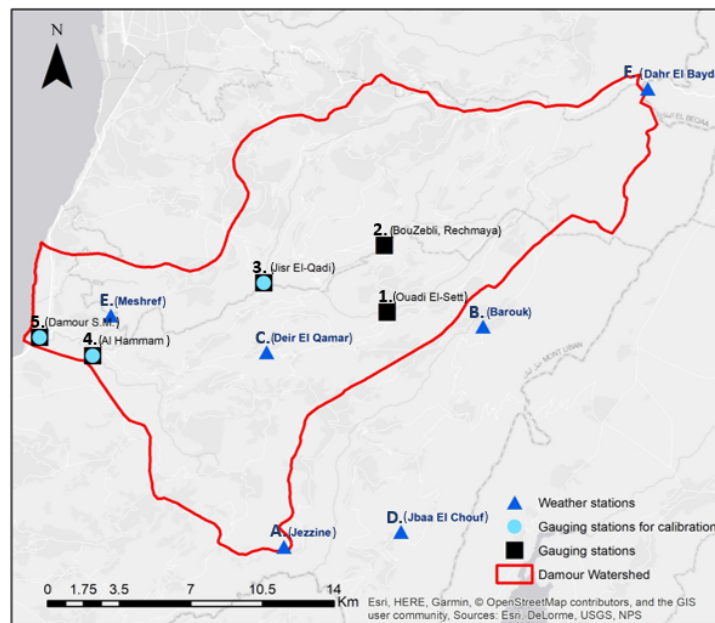 N
F. (Dahr El Bayd
2. (BouZebli, Rechmaya)
3. (Jisr El-Qadi)
1. (Ouadi El-Sett)
E. (Meshref)
B. (Barouk)
5. (Damour S.M.)
4. (Al Hammam)
C. (Deir El Qamar)
MONT LIBAN
A. (Jezzine)
D. (Jbaa El Chouf)
Weather stations
Gauging stations for calibration
Gauging stations
Damour Watershed
0 1.75 3.5 7 10.5 14
Km
Esri, HERE, Garmin, © OpenStreetMap contributors, and the GIS
user community, Sources: Esri, DeLorme, USGS, NPS